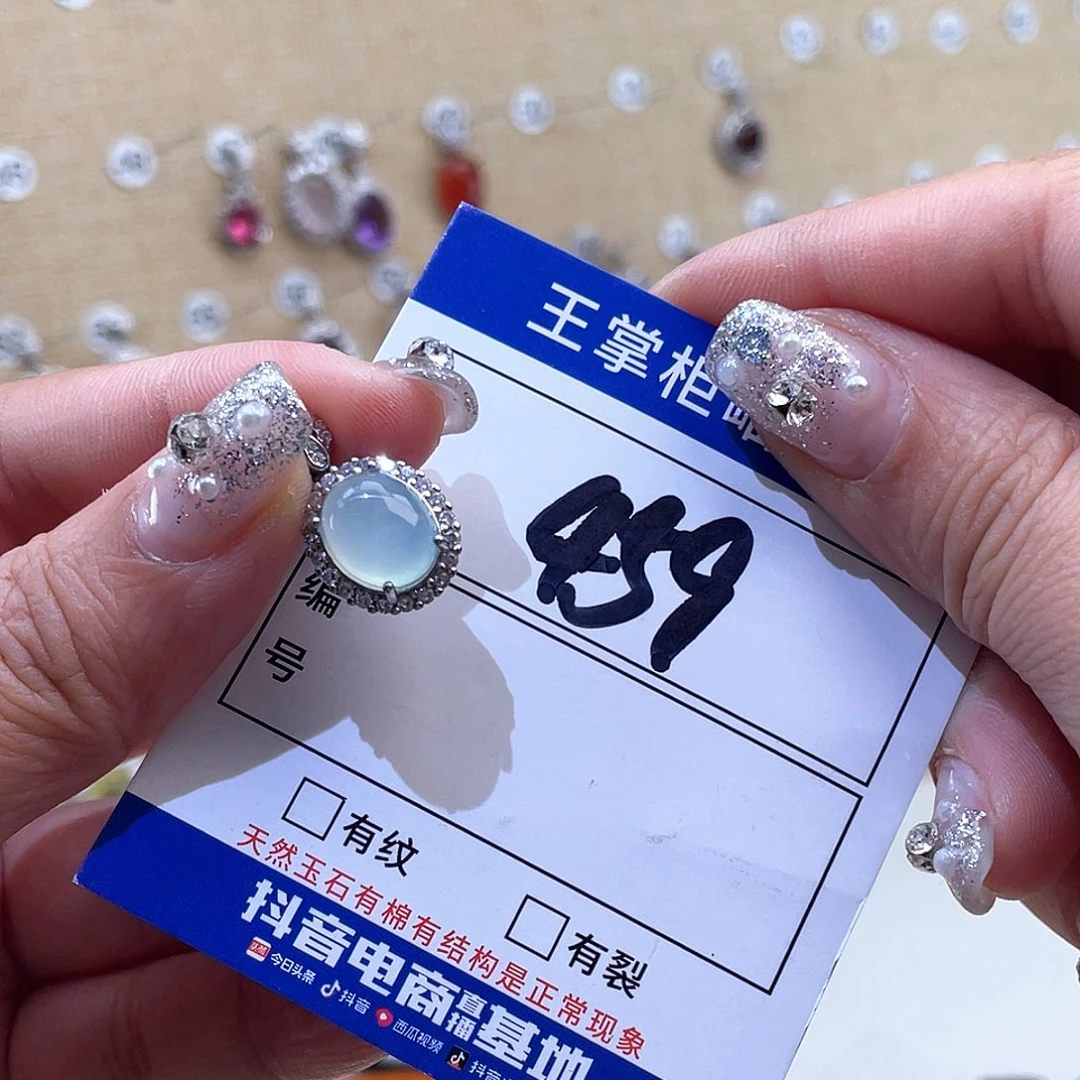 王掌柜
459
编号
有纹
有裂
天然玉石有棉有结构是正常现象
抖音电商直播基地
今日头条 抖音 西瓜视频 抖音